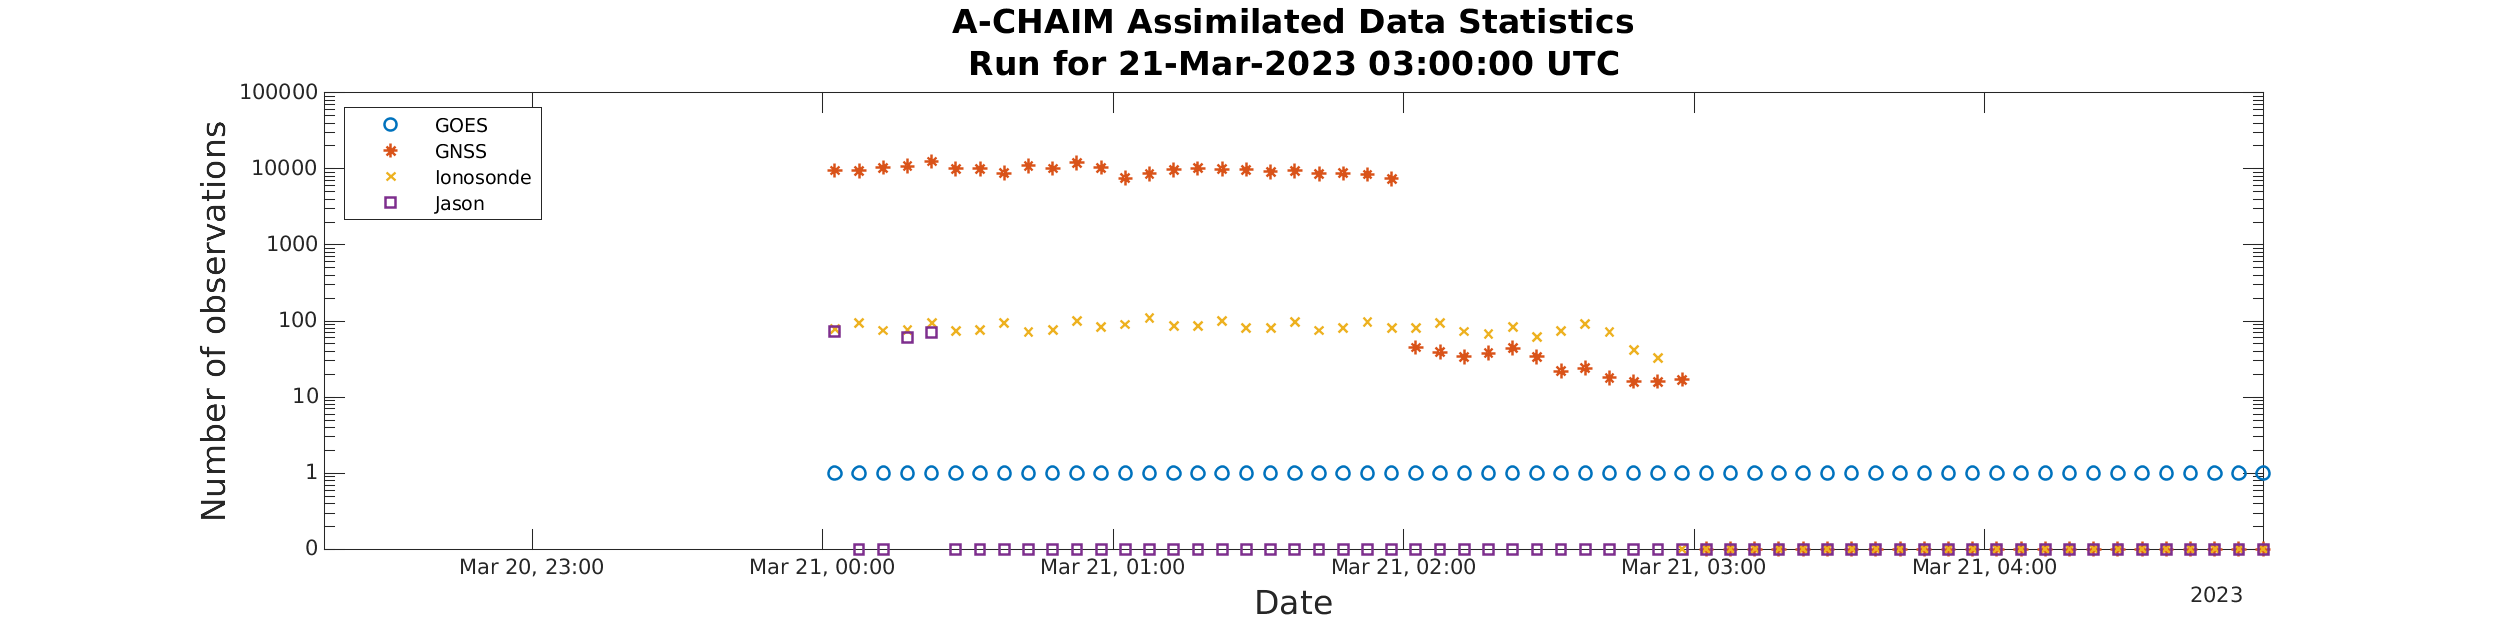 A-CHAIM Assimilated Data Statistics
Run for 21-Mar-2023 03:00:00 UTC
Number of observations
100000
10000
1000
100
10
1
0
GOES
GNSS
Ionosonde
Jason
Mar 20, 23:00
Mar 21, 00:00
Mar 21, 01:00
Mar 21, 02:00
Mar 21, 03:00
Mar 21, 04:00
Date
2023